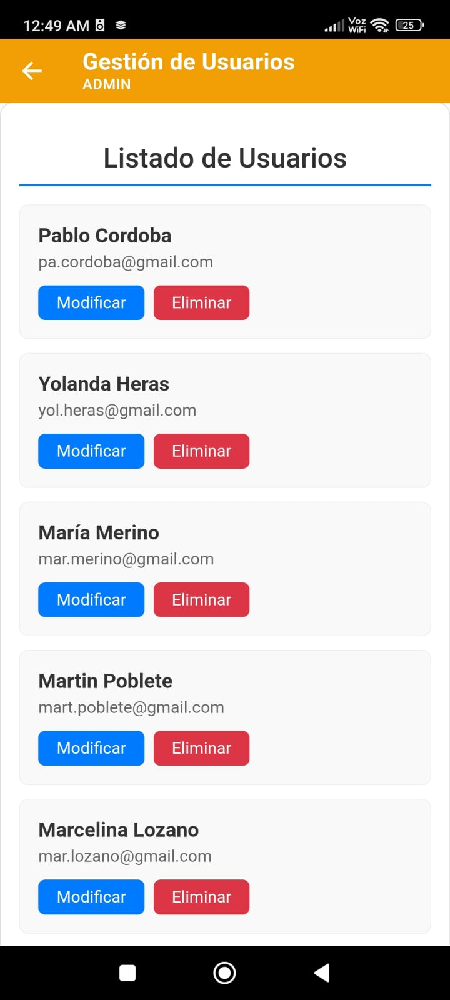 12:49 AM
Voz
WiFi
25
Gestión de Usuarios
ADMIN
Listado de Usuarios
Pablo Cordoba
pa.cordoba@gmail.com
Modificar Eliminar
Yolanda Heras
yol.heras@gmail.com
Modificar Eliminar
María Merino
mar.merino@gmail.com
Modificar Eliminar
Martin Poblete
mart.poblete@gmail.com
Modificar Eliminar
Marcelina Lozano
mar.lozano@gmail.com
Modificar Eliminar